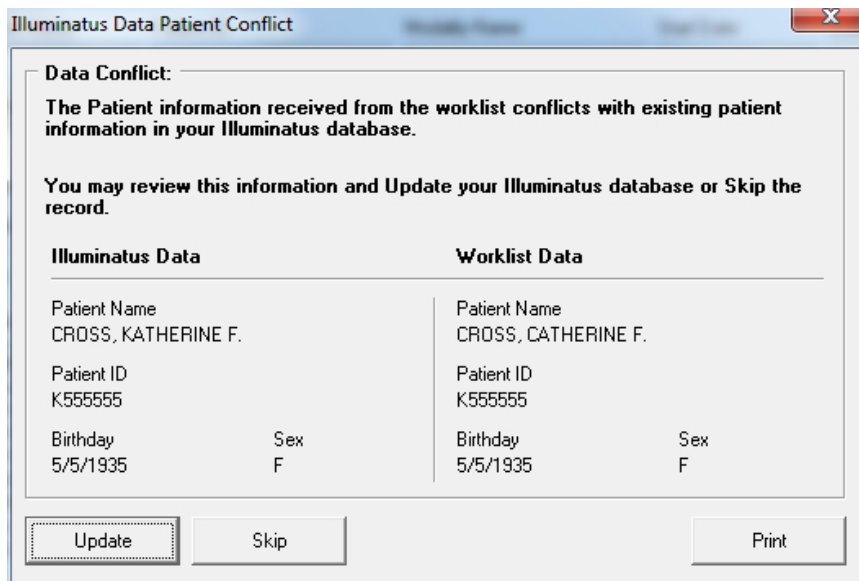 Illuminatus Data Patient Conflict
Data Conflict:
The Patient information received from the worklist conflicts with existing patient
information in your Illuminatus database.
You may review this information and Update your Illuminatus database or Skip the
record.
Illuminatus Data
Worklist Data
Patient Name
CROSS, KATHERINE F.
Patient ID
K555555
Birthday Sex
5/5/1935 F
Patient Name
CROSS, CATHERINE F.
Patient ID
K555555
Birthday Sex
5/5/1935 F
Update Skip Print